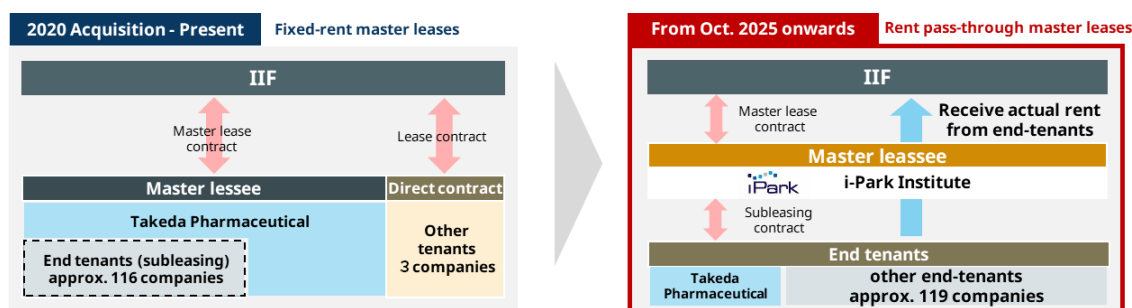 2020 Acquisition - Present
Fixed-rent master leases
IIF
Master lease
contract
Lease contract
Master lessee
Direct contract
Takeda Pharmaceutical
End tenants (subleasing)
approx. 116 companies
Other
tenants
3 companies
From Oct. 2025 onwards
Rent pass-through master leases
IIF
Master lease
contract
Receive actual rent
from end-tenants
Master leassee
iPark
i-Park Institute
Subleasing
contract
End tenants
Takeda
Pharmaceutical
other end-tenants
approx. 119 companies